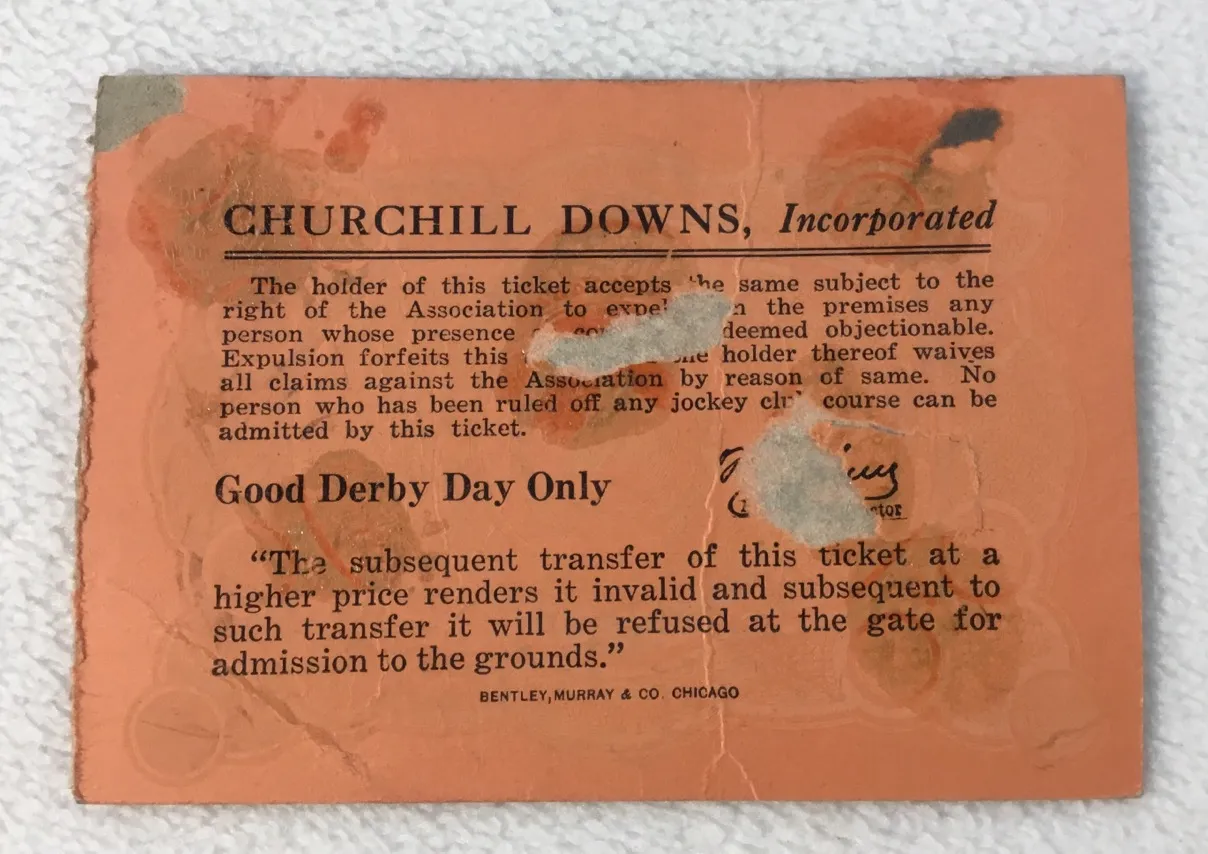 CHURCHILL DOWNS, Incorporated
The holder of this ticket accepts the same subject to the
right of the Association to expel the premises any
person whose presence deemed objectionable.
Expulsion forfeits this holder thereof waives
all claims against the Association by reason of same. No
person who has been ruled off any jockey club course can be
admitted by this ticket.
Good Derby Day Only
"The subsequent transfer of this ticket at a
higher price renders it invalid and subsequent to
such transfer it will be refused at the gate for
admission to the grounds."
BENTLEY, MURRAY & CO. CHICAGO